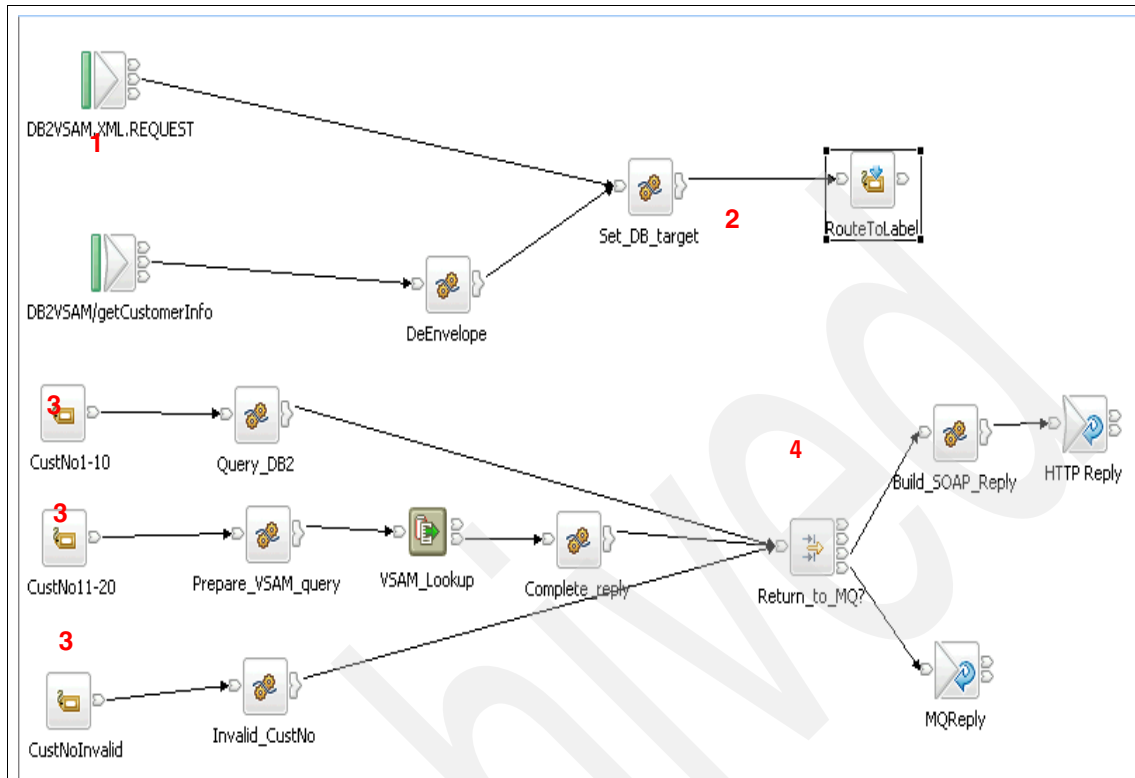 DB2VSAM.XML.REQUEST
1
Set_DB_target
2
RouteToLabel
DB2VSAM/getCustomerInfo
DeEnvelope
3
CustNo1-10
Query_DB2
4
Build_SOAP_Reply
HTTP Reply
3
CustNo11-20
Prepare_VSAM_query
VSAM_Lookup
Complete_reply
Return_to_MQ?
3
CustNoInvalid
Invalid_CustNo
MQReply
hived